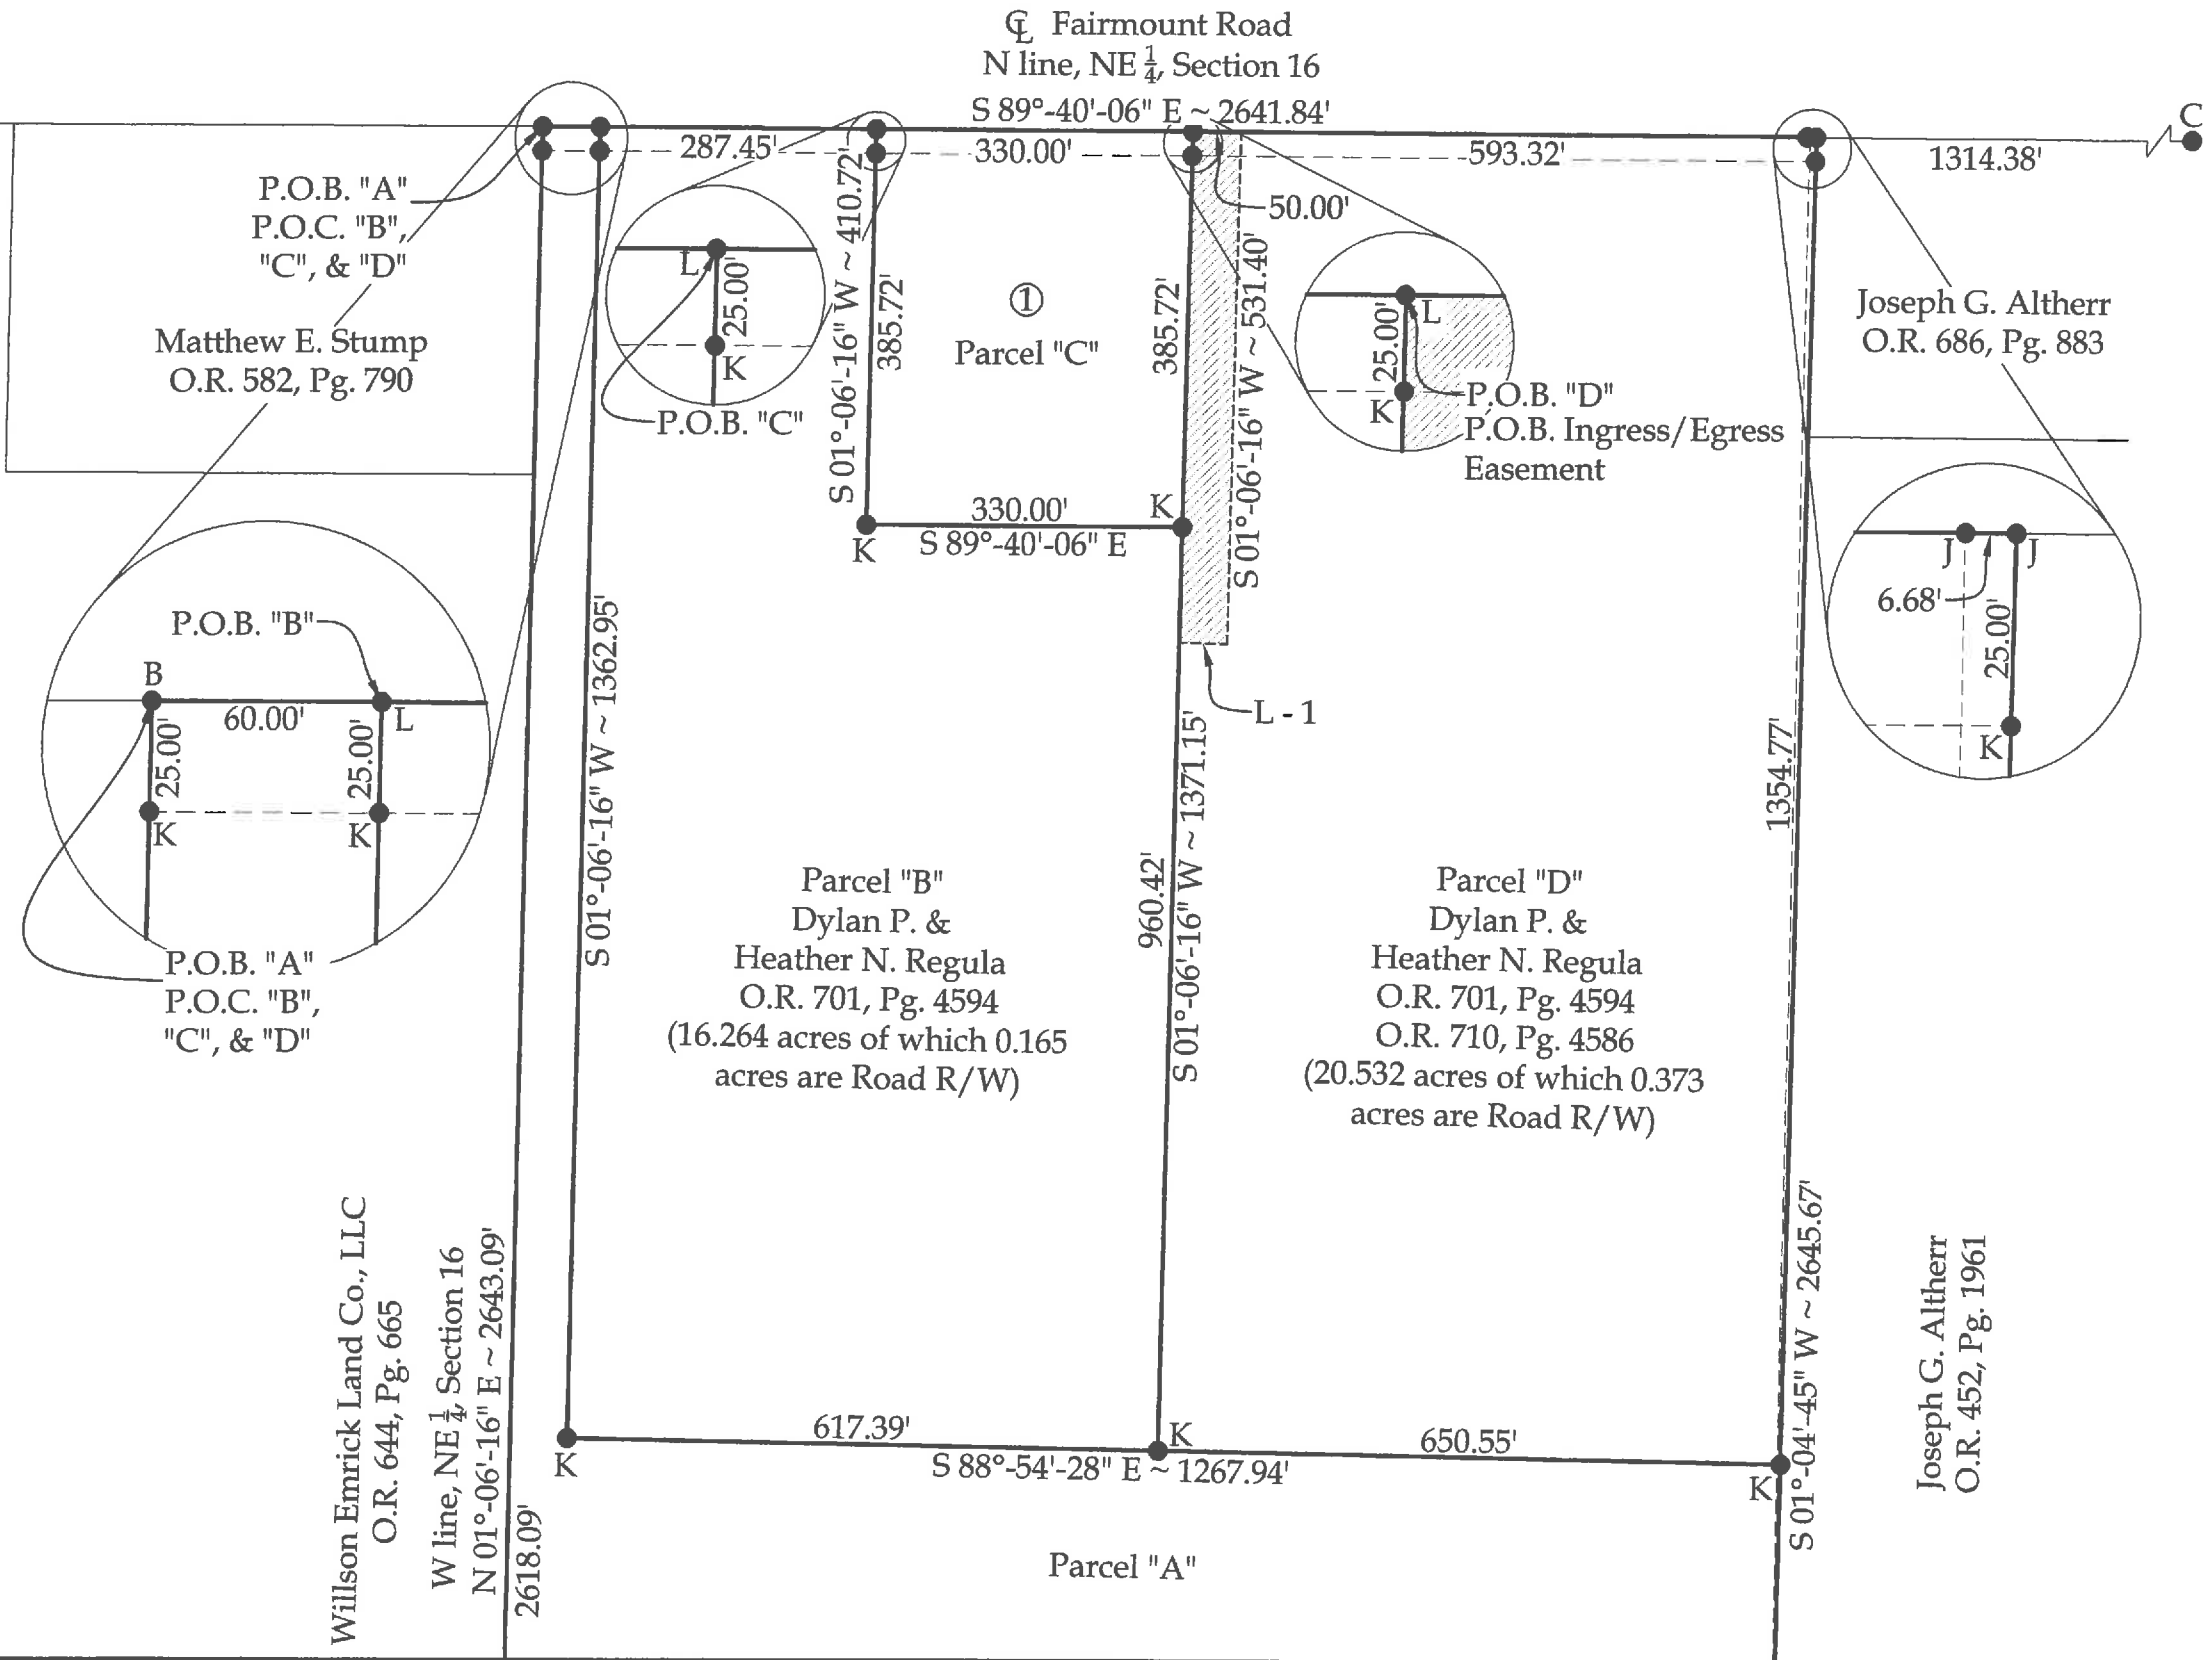 ℄ Fairmount Road
N line, NE 1/4, Section 16
S 89°-40'-06" E ~ 2641.84'
C
287.45'
330.00'
593.32'
1314.38'
P.O.B. "A"
P.O.C. "B",
"C", & "D"
50.00'
Matthew E. Stump
O.R. 582, Pg. 790
L
25.00'
K
P.O.B. "C"
S 01°-06'-16" W ~ 410.72'
385.72'
①
Parcel "C"
385.72'
S 01°-06'-16" W ~ 531.40'
L
25.00'
K
P.O.B. "D"
P.O.B. Ingress/Egress
Easement
Joseph G. Altherr
O.R. 686, Pg. 883
330.00'
K
K
S 89°-40'-06" E
J
J
6.68'
25.00'
K
P.O.B. "B"
B
60.00'
L
25.00'
25.00'
K
K
P.O.B. "A"
P.O.C. "B",
"C", & "D"
S 01°-06'-16" W ~ 1362.95'
L - 1
960.42'
S 01°-06'-16" W ~ 1371.15'
1354.77'
Parcel "B"
Dylan P. &
Heather N. Regula
O.R. 701, Pg. 4594
(16.264 acres of which 0.165
acres are Road R/W)
Parcel "D"
Dylan P. &
Heather N. Regula
O.R. 701, Pg. 4594
O.R. 710, Pg. 4586
(20.532 acres of which 0.373
acres are Road R/W)
Willson Emrick Land Co., LLC
O.R. 644, Pg. 665
W line, NE 1/4, Section 16
N 01°-06'-16" E ~ 2643.09'
2618.09'
617.39'
K
650.55'
K
S 88°-54'-28" E ~ 1267.94'
K
S 01°-04'-45" W ~ 2645.67'
Joseph G. Altherr
O.R. 452, Pg. 1961
Parcel "A"